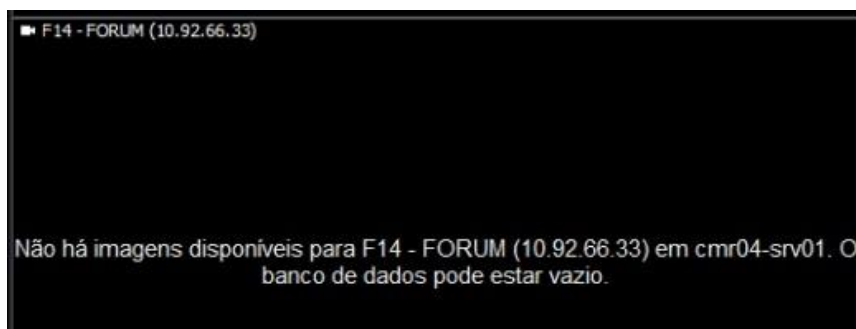 F14 - FORUM (10.92.66.33)
Não há imagens disponíveis para F14 - FORUM (10.92.66.33) em cmr04-srv01. O
banco de dados pode estar vazio.